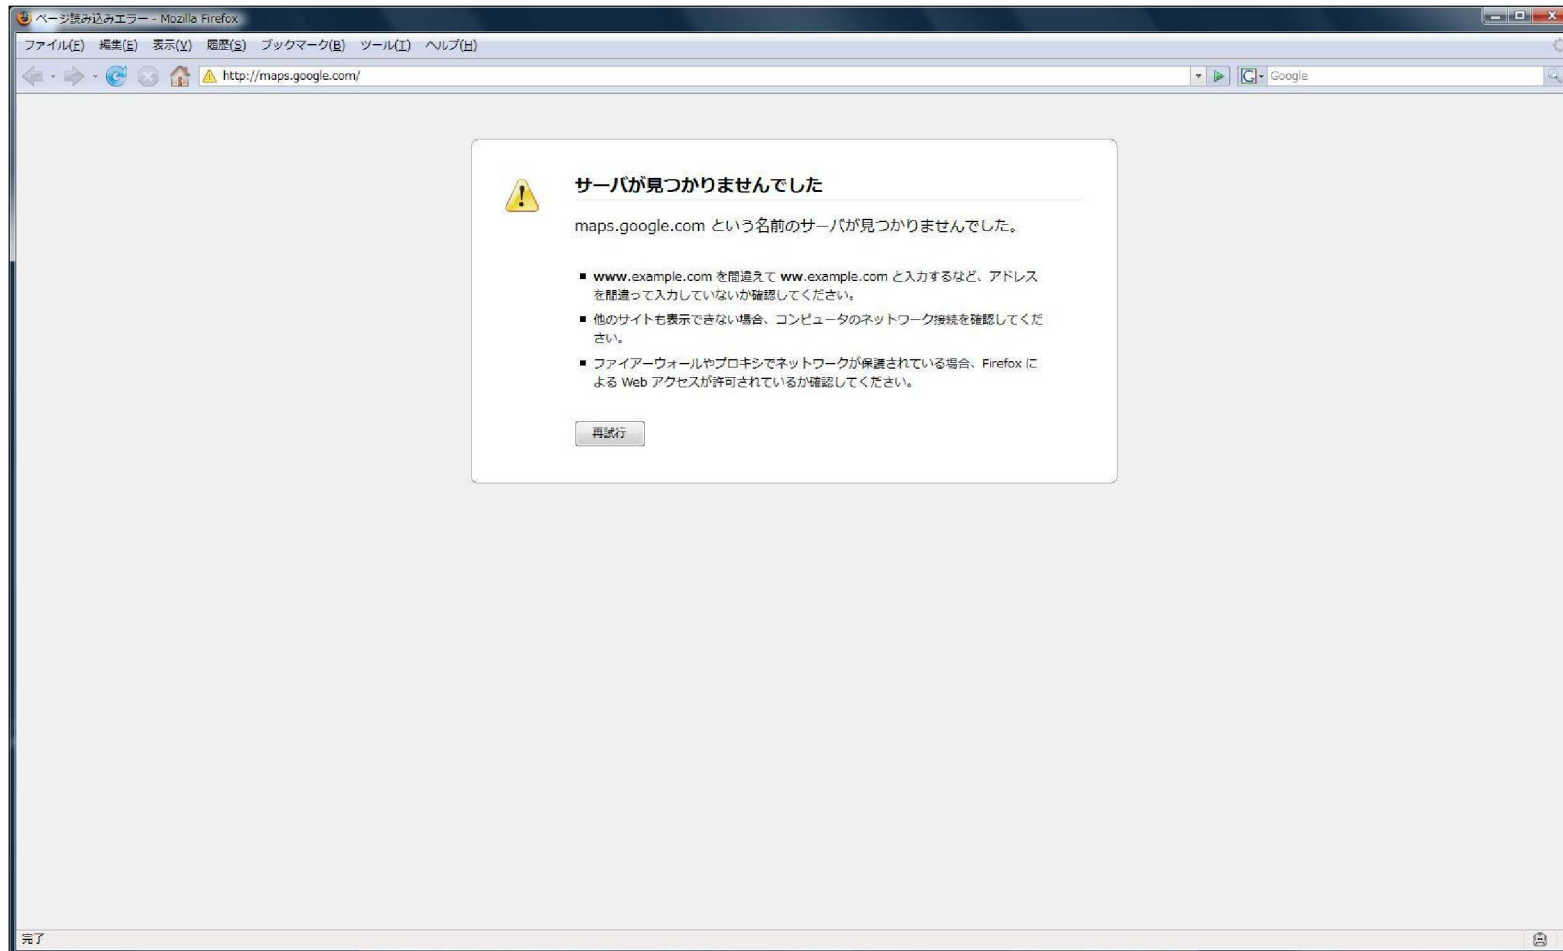 ページ読み込みエラー - Mozilla Firefox
ファイル(F) 編集(E) 表示(V) 履歴(S) ブックマーク(B) ツール(T) ヘルプ(H)
http://maps.google.com/ G Google
サーバが見つかりませんでした
maps.google.com という名前のサーバが見つかりませんでした。
■ www.example.com を間違えて ww.example.com と入力するなど、アドレス
を間違って入力していないか確認してください。
■ 他のサイトも表示できない場合、コンピュータのネットワーク接続を確認してくだ
さい。
■ ファイアーウォールやプロキシでネットワークが保護されている場合、Firefox に
よる Web アクセスが許可されているか確認してください。
再試行
完了